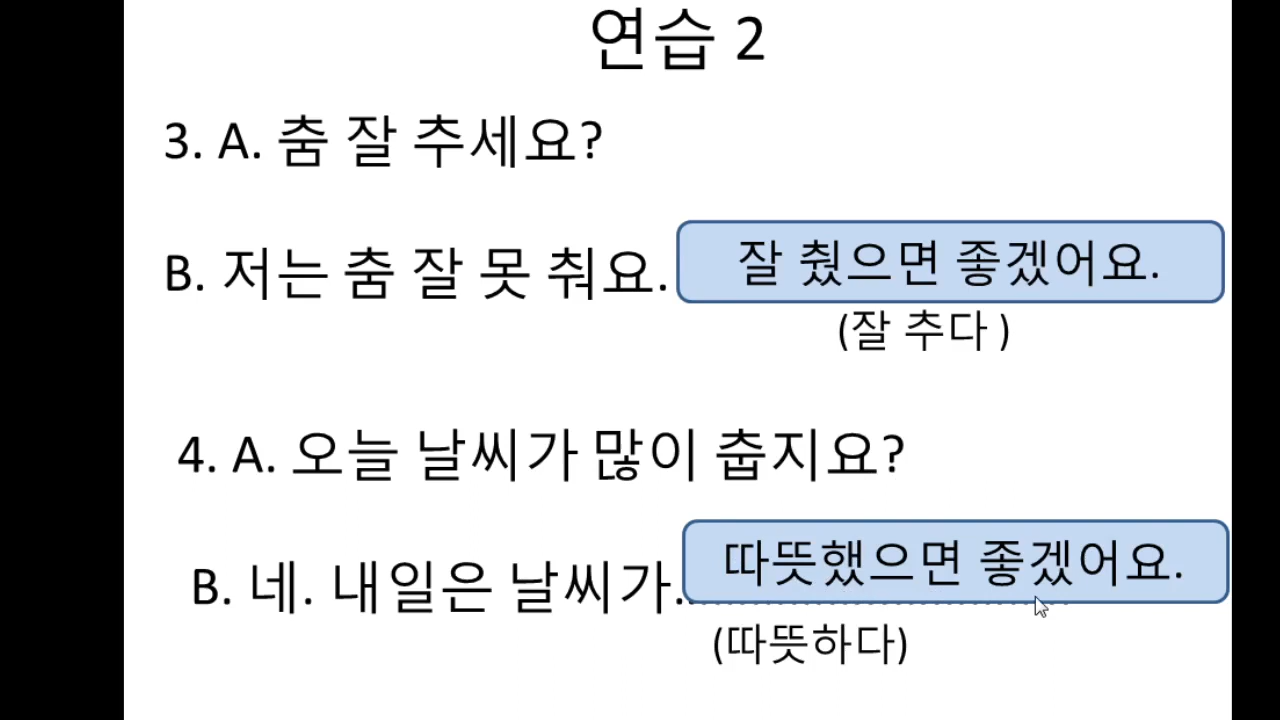 연습 2
3. A. 춤 잘 추세요?
B. 저는 춤 잘 못 춰요. 잘 췄으면 좋겠어요.
(잘 추다 )
4. A. 오늘 날씨가 많이 춥지요?
B. 네. 내일은 날씨가. 따뜻했으면 좋겠어요.
(따뜻하다)